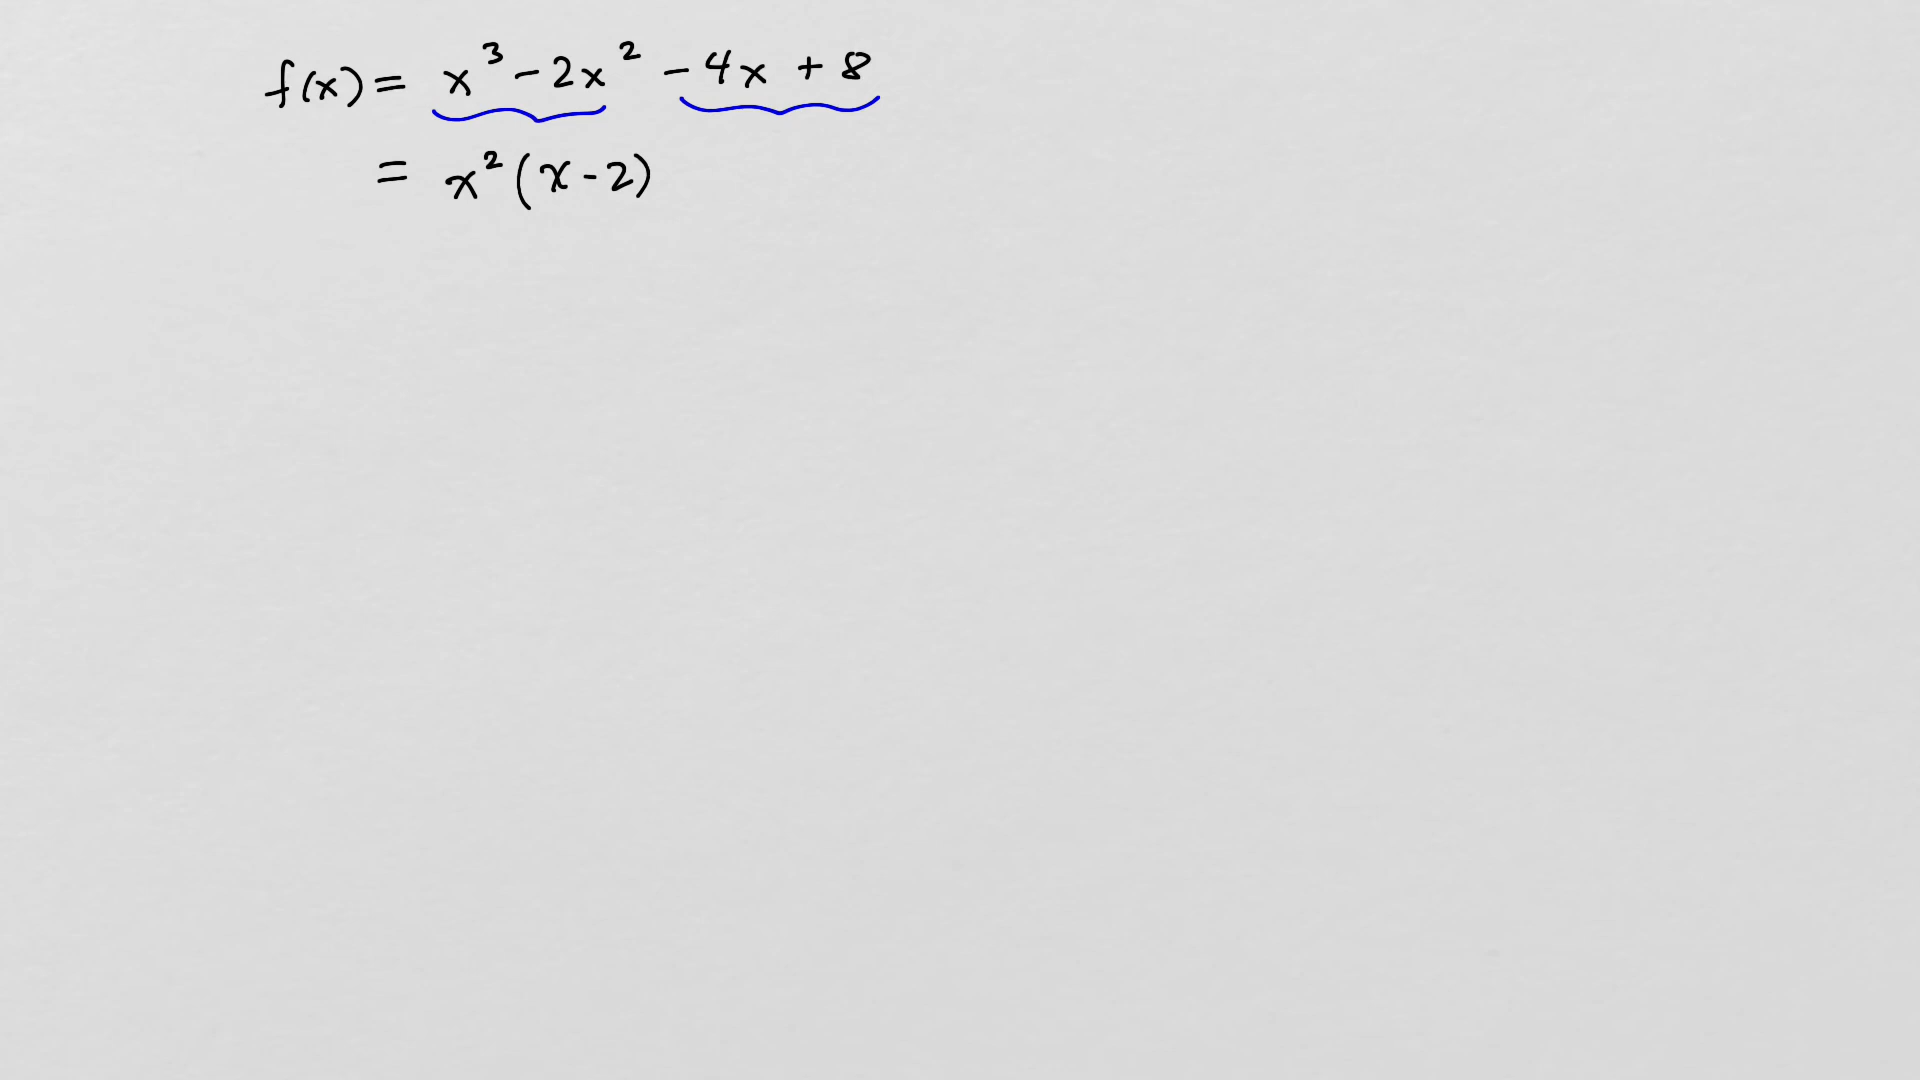 f(x) = x³ - 2x² - 4x + 8
= x²(x - 2)